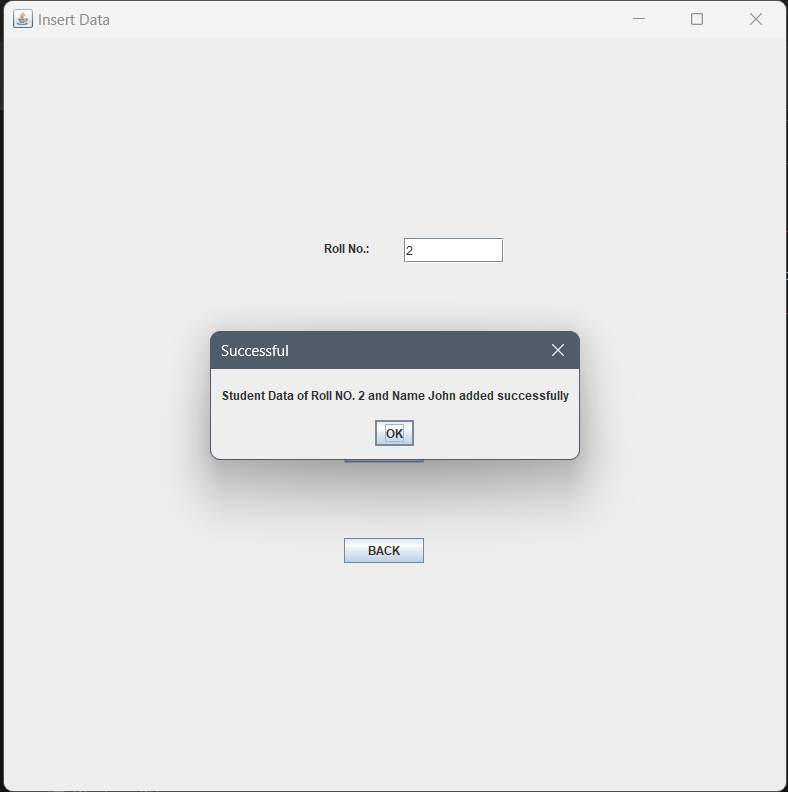 Insert Data
Roll No.: 2
Successful
Student Data of Roll NO. 2 and Name John added successfully
OK
BACK